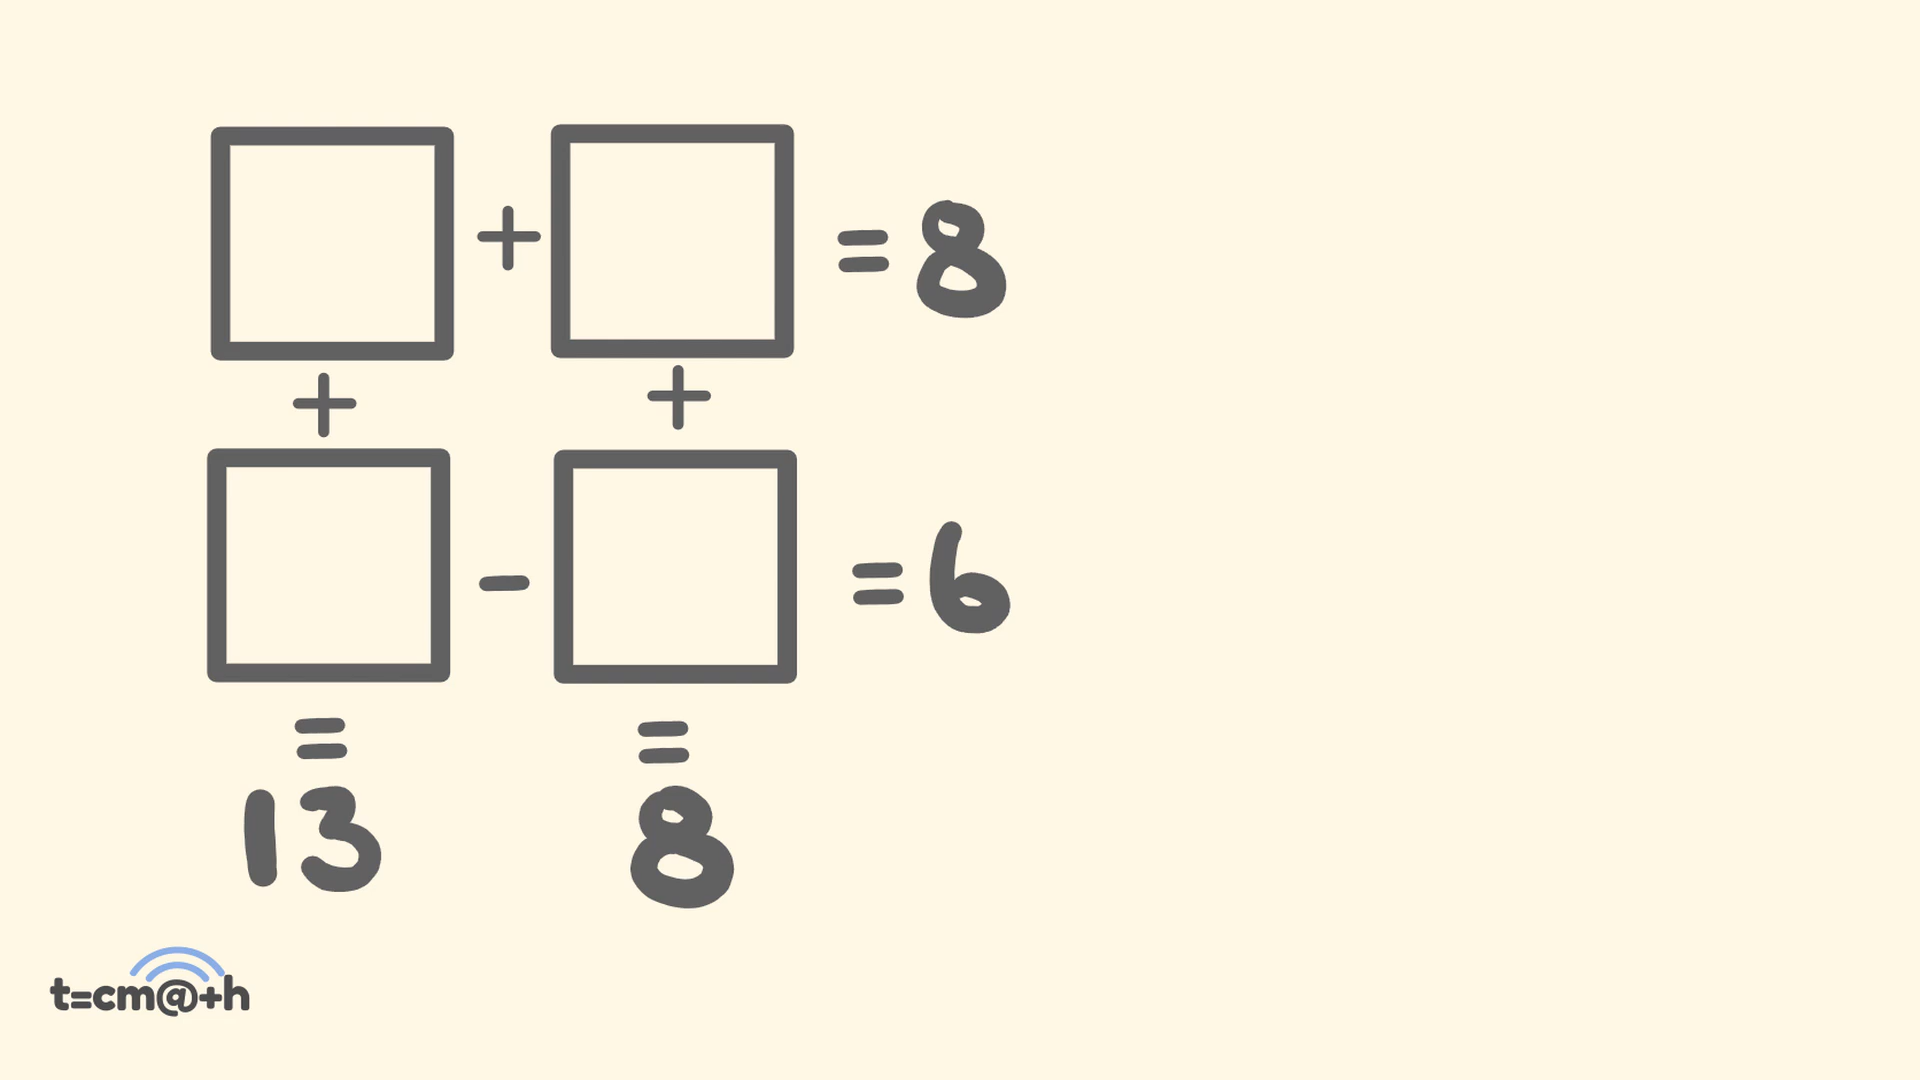 + = 8
+ +
- = 6
= =
13 8
t=cm@+h